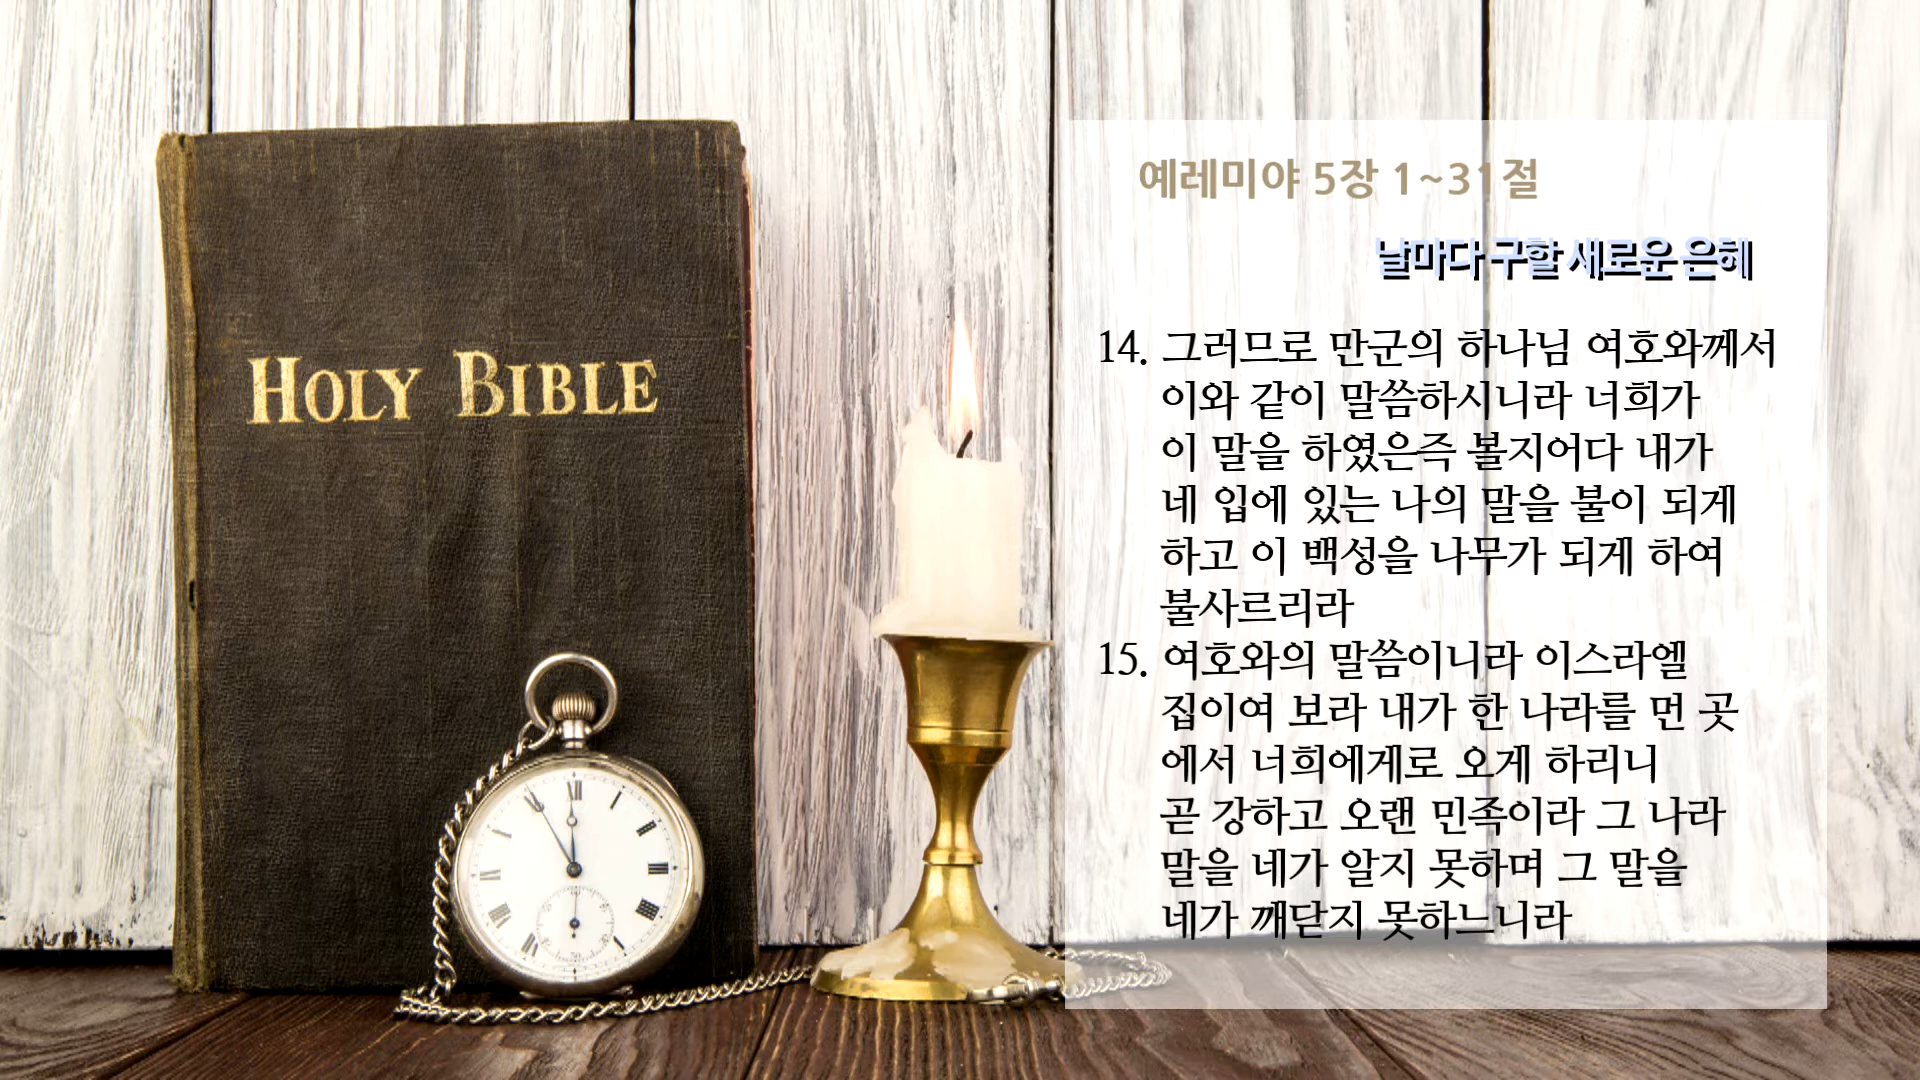 HOLY BIBLE
예레미야 5장 1~31절
날마다 구할 새로운 은혜
14. 그러므로 만군의 하나님 여호와께서
이와 같이 말씀하시니라 너희가
이 말을 하였은즉 볼지어다 내가
네 입에 있는 나의 말을 불이 되게
하고 이 백성을 나무가 되게 하여
불사르리라
15. 여호와의 말씀이니라 이스라엘
집이여 보라 내가 한 나라를 먼 곳
에서 너희에게로 오게 하리니
곧 강하고 오랜 민족이라 그 나라
말을 네가 알지 못하며 그 말을
네가 깨닫지 못하느니라